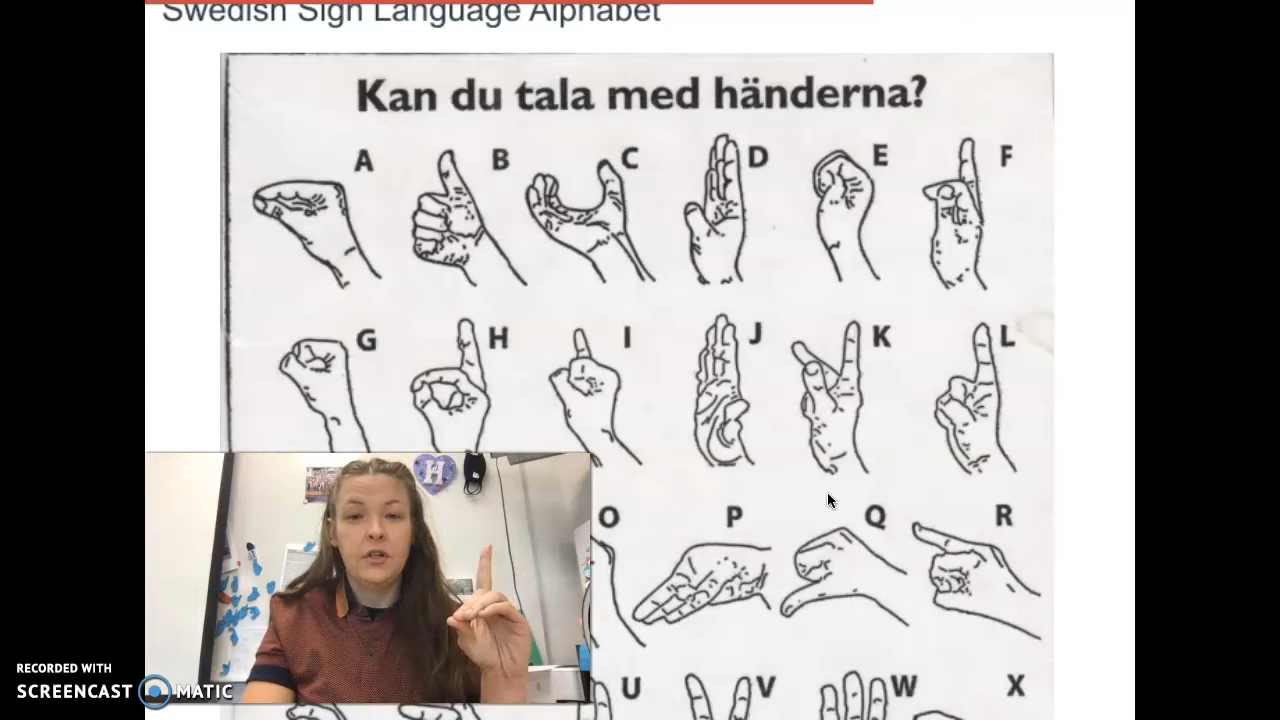 Swedish Sign Language Alphabet
Kan du tala med händerna?
A B C D E F
G H I J K L
O P Q R
U V W X
H
RECORDED WITH
SCREENCAST MATIC